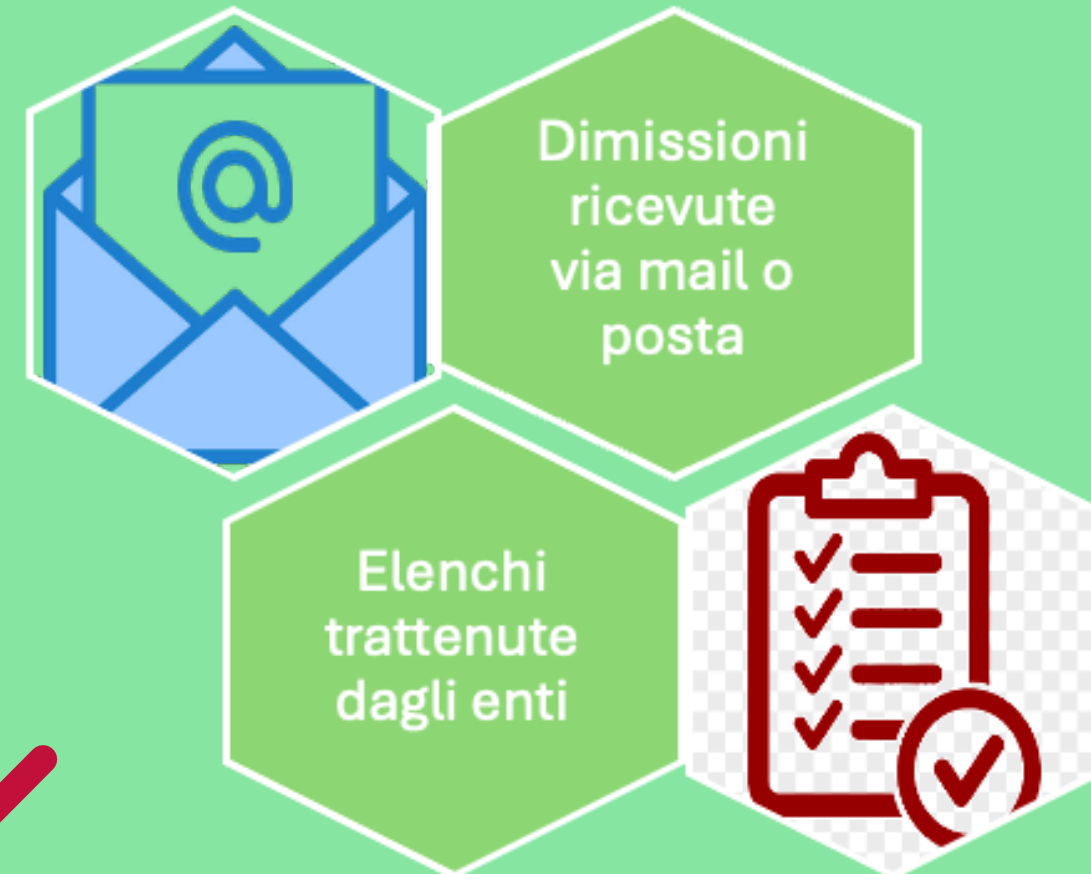 @
Dimissioni
ricevute
via mail o
posta
Elenchi
trattenute
dagli enti